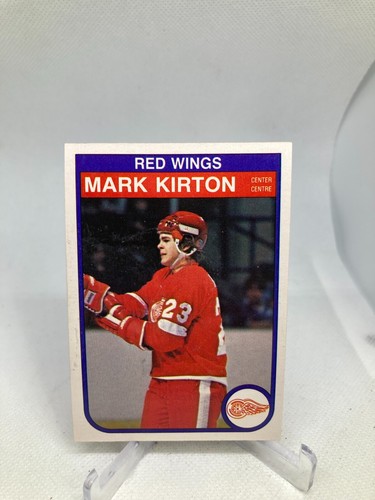 RED WINGS
MARK KIRTON
CENTER
CENTRE
23